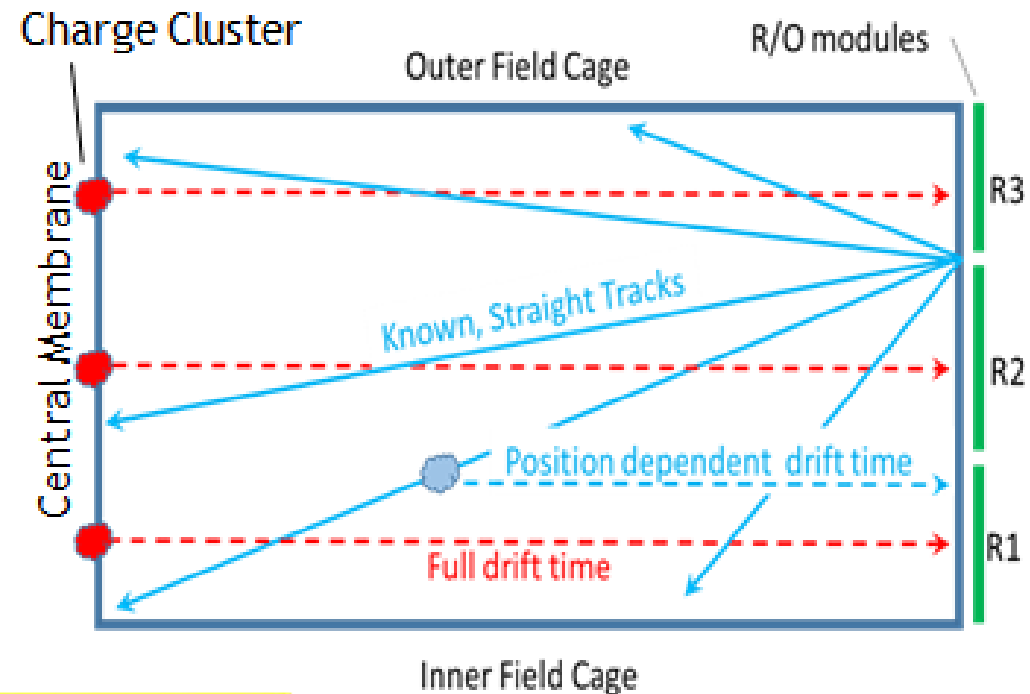 Charge Cluster
R/O modules
Outer Field Cage
Central Membrane
R3
Known, Straight Tracks
R2
Position dependent drift time
R1
Full drift time
Inner Field Cage